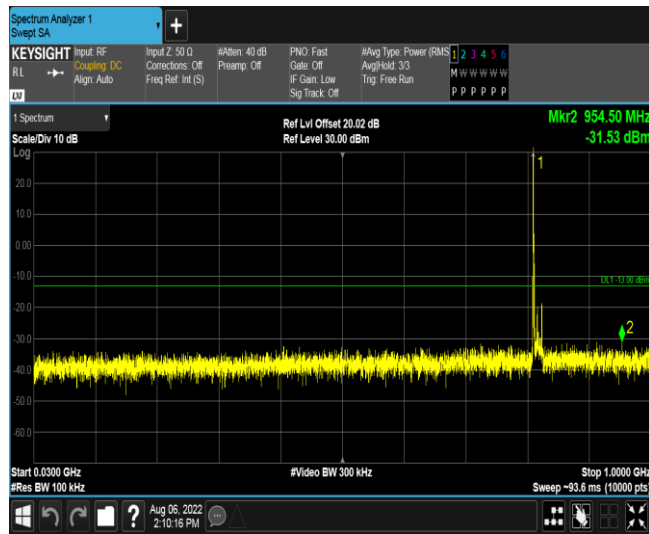 Spectrum Analyzer 1
Swept SA
+
KEYSIGHT
RL
LXI
Input: RF
Coupling: DC
Align: Auto
Input Z: 50 Ω
Corrections: Off
Freq Ref: Int (S)
#Atten: 40 dB
Preamp: Off
PNO: Fast
Gate: Off
IF Gain: Low
Sig Track: Off
#Avg Type: Power (RMS
Avg|Hold: 3/3
Trig: Free Run
1 2 3 4 5 6
M W W W W W
P P P P P P
1 Spectrum
Scale/Div 10 dB
Ref Lvl Offset 20.02 dB
Ref Level 30.00 dBm
Mkr2 954.50 MHz
-31.53 dBm
Log
1
20.0
10.0
0.00
-10.0
DL1 -13.00 dBm
-20.0
2
-30.0
-40.0
-50.0
-60.0
Start 0.0300 GHz
#Res BW 100 kHz
#Video BW 300 kHz
Stop 1.0000 GHz
Sweep ~93.6 ms (10000 pts
?
Aug 06, 2022
2:10:16 PM